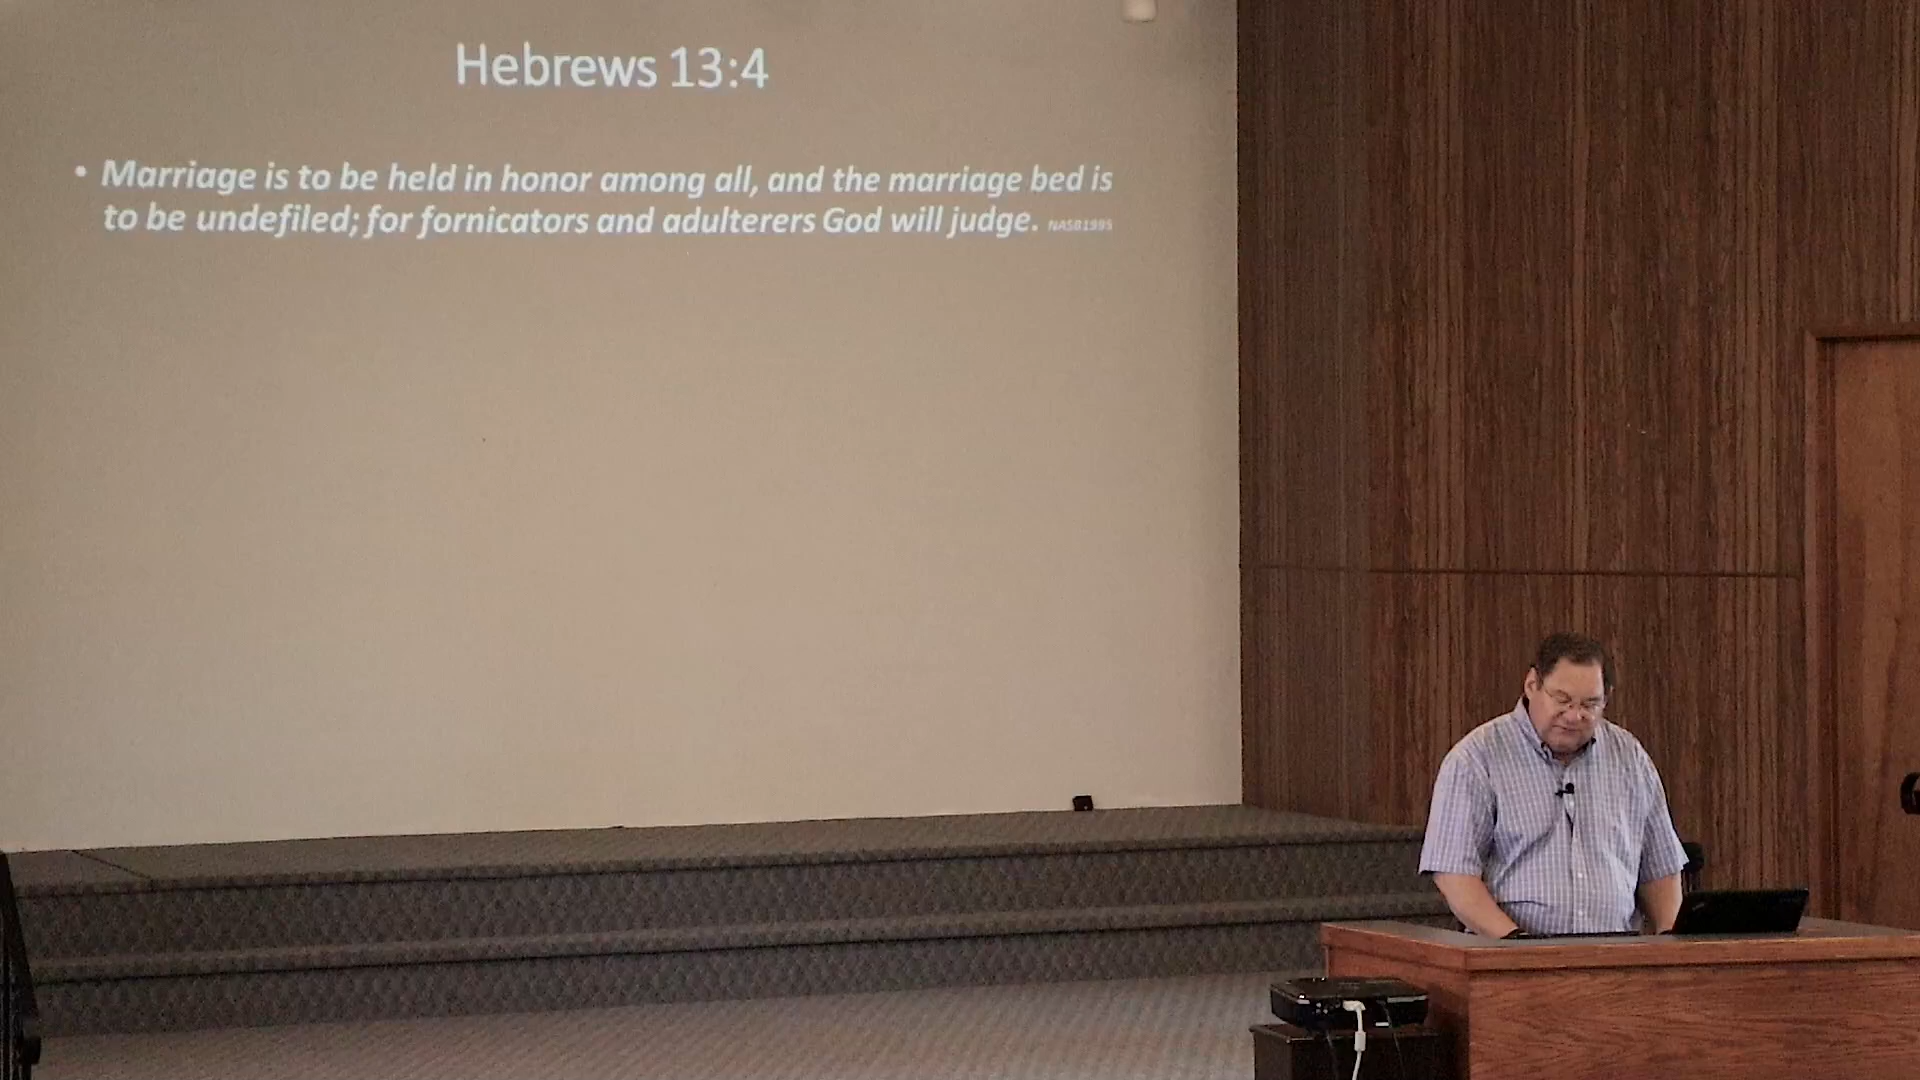 Hebrews 13:4
• Marriage is to be held in honor among all, and the marriage bed is
to be undefiled; for fornicators and adulterers God will judge. NASB1995